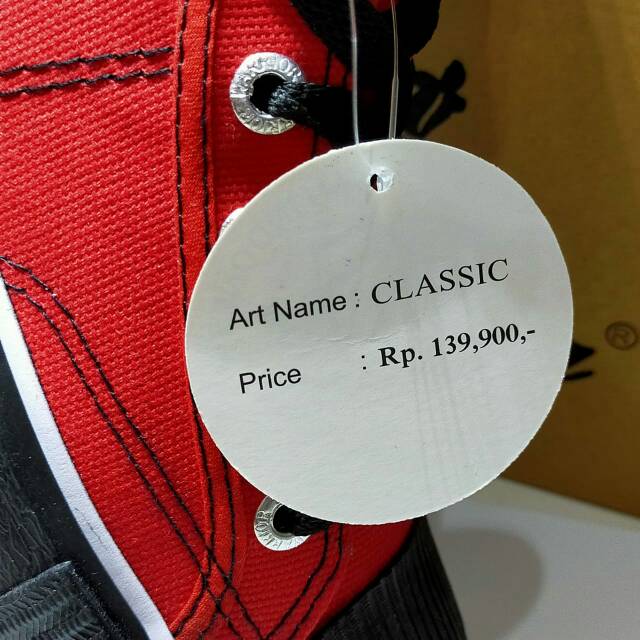 Art Name : CLASSIC
Price : Rp. 139,900,-
®